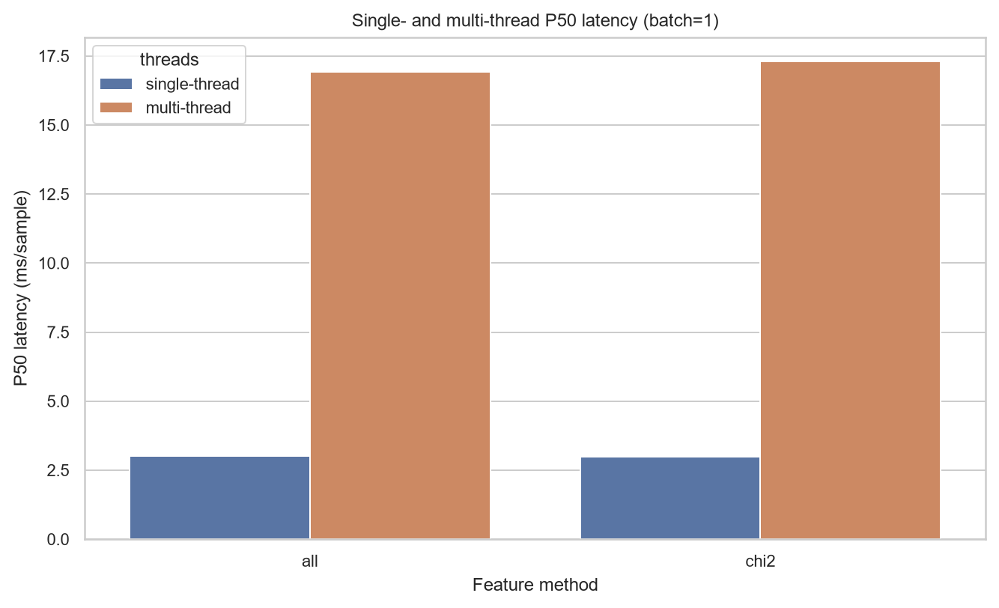 Single- and multi-thread P50 latency (batch=1)
threads
single-thread
multi-thread
P50 latency (ms/sample)
17.5
15.0
12.5
10.0
7.5
5.0
2.5
0.0
all
chi2
Feature method